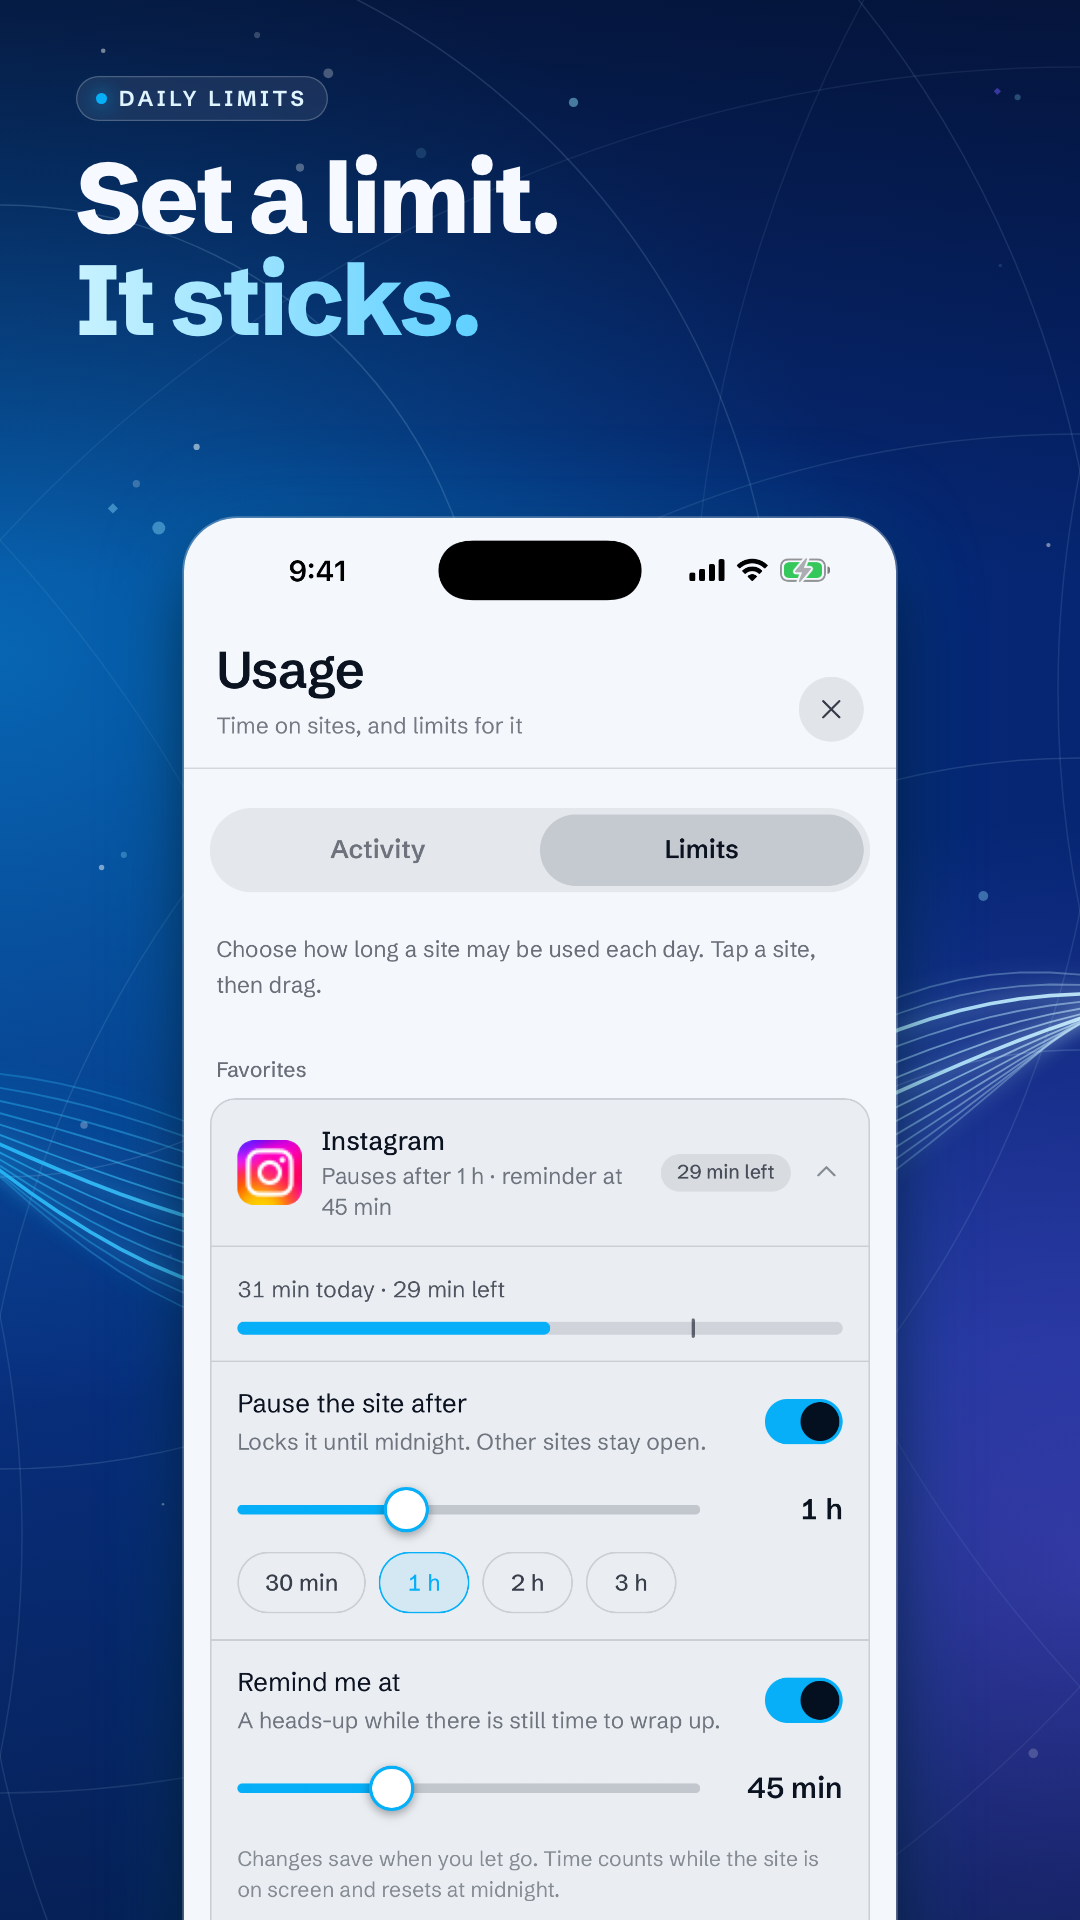 DAILY LIMITS
Set a limit.
It sticks.
9:41
Usage
Time on sites, and limits for it
Activity
Limits
Choose how long a site may be used each day. Tap a site,
then drag.
Favorites
Instagram
Pauses after 1 h · reminder at
45 min
29 min left
31 min today · 29 min left
Pause the site after
Locks it until midnight. Other sites stay open.
1 h
30 min
1 h
2 h
3 h
Remind me at
A heads-up while there is still time to wrap up.
45 min
Changes save when you let go. Time counts while the site is
on screen and resets at midnight.